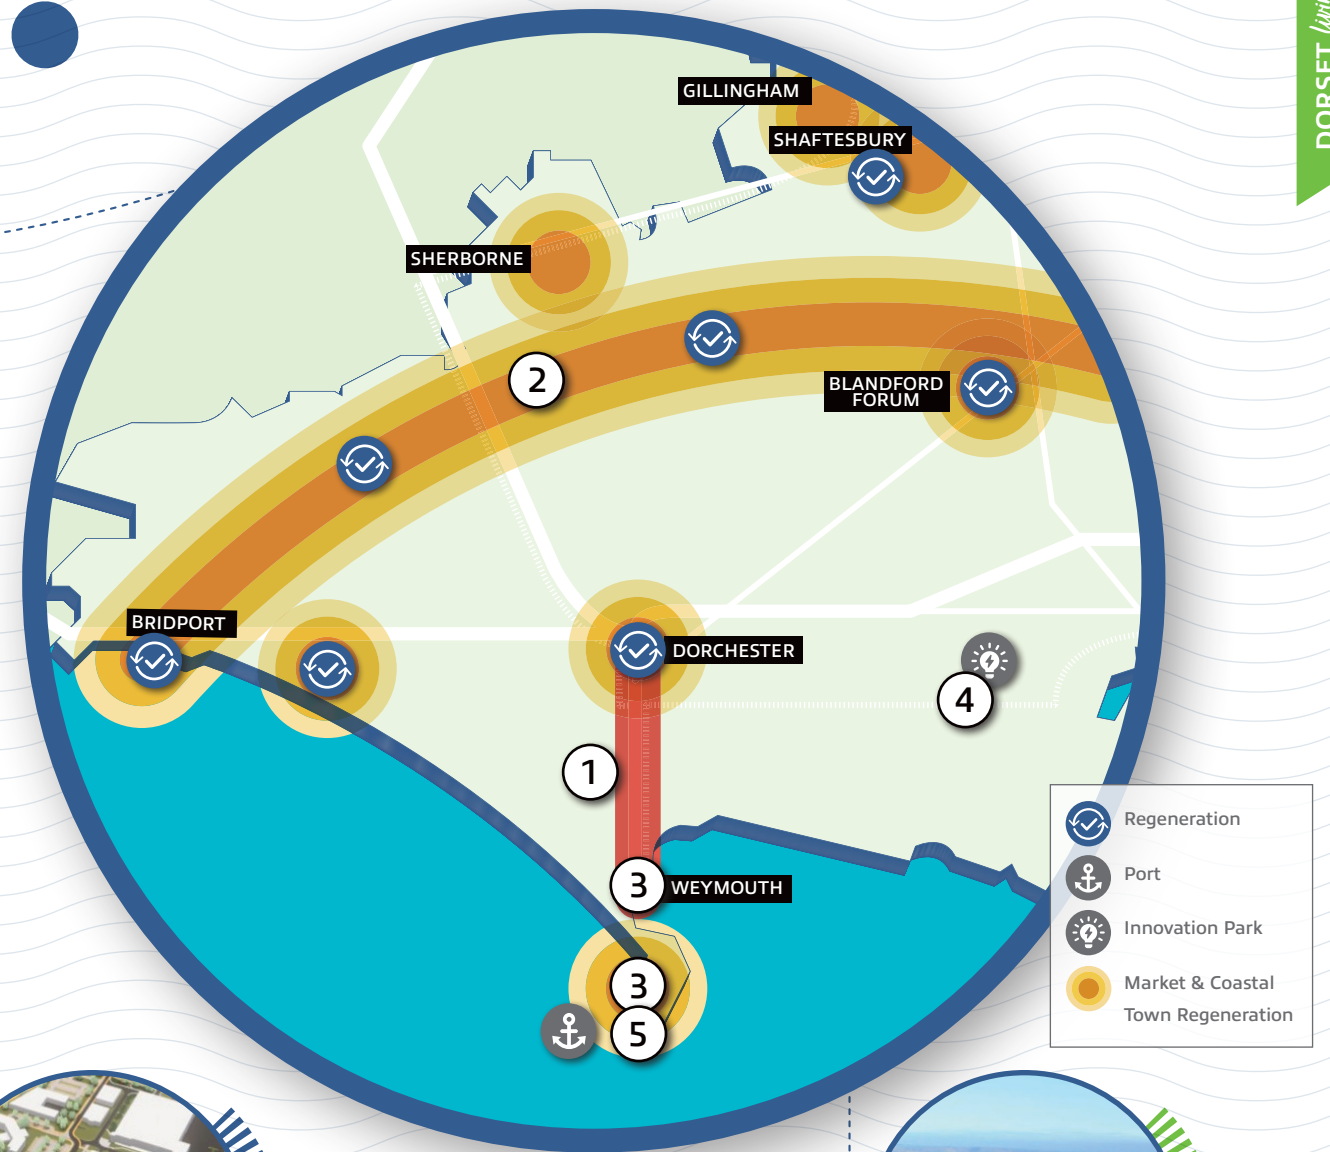 DORSET
GILLINGHAM
SHAFTESBURY
SHERBORNE
2
BLANDFORD
FORUM
BRIDPORT
DORCHESTER
4
1
3
WEYMOUTH
3
5
Regeneration
Port
Innovation Park
Market & Coastal
Town Regeneration